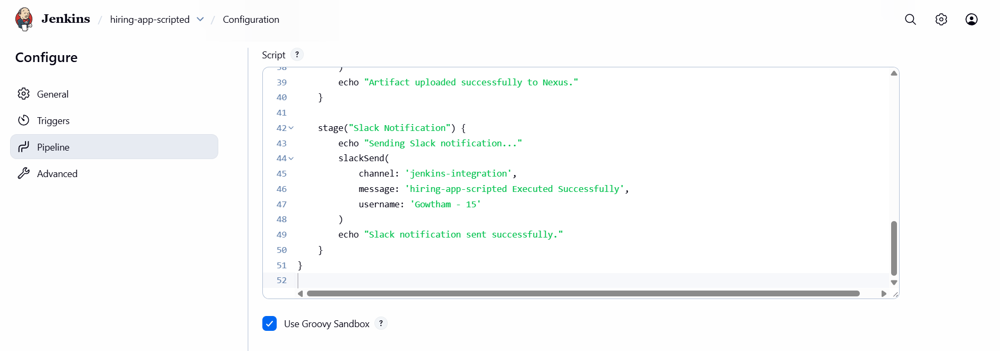 Jenkins / hiring-app-scripted / Configuration
Configure
General
Triggers
Pipeline
Advanced
Script ?
38 )
39 echo "Artifact uploaded successfully to Nexus."
40 }
41
42 stage("Slack Notification") {
43 echo "Sending Slack notification..."
44 slackSend(
45 channel: 'jenkins-integration',
46 message: 'hiring-app-scripted Executed Successfully',
47 username: 'Gowtham - 15'
48 )
49 echo "Slack notification sent successfully."
50 }
51 }
52
Use Groovy Sandbox ?